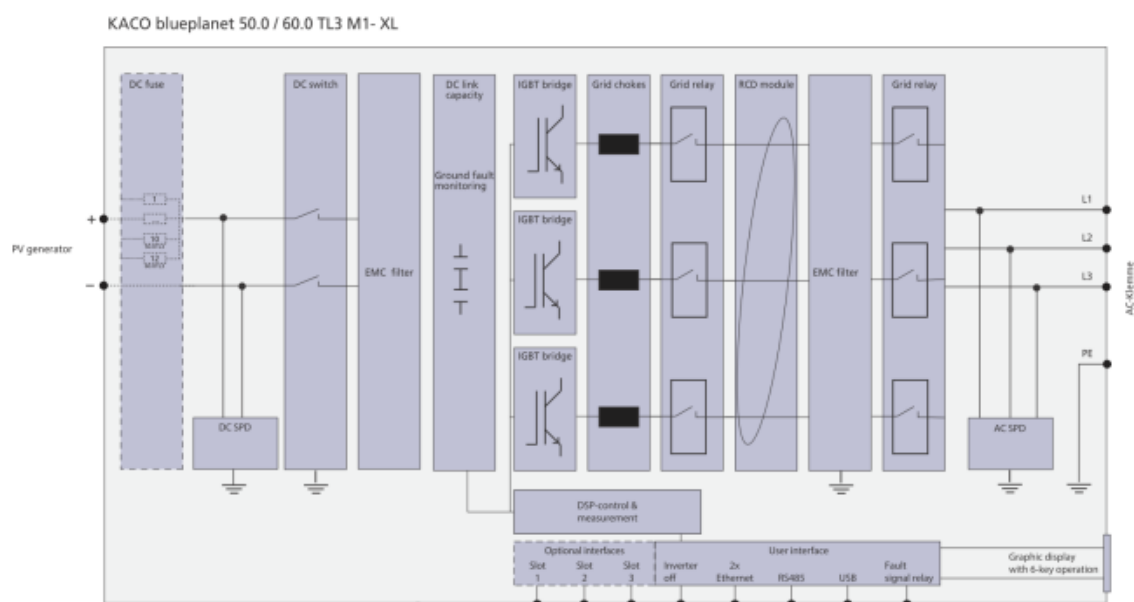 KACO blueplanet 50.0 / 60.0 TL3 M1- XL
DC fuse
DC switch
DC link
capacity
IGBT bridge
Grid chokes
Grid relay
RCD module
Grid relay
Ground fault
monitoring
1
...
10
12
+
PV generator
−
EMC filter
IGBT bridge
EMC filter
L1
L2
L3
AC-Klemme
IGBT bridge
PE
DC SPD
AC SPD
DSP-control &
measurement
Optional interfaces
User interface
Slot
1
Slot
2
Slot
3
Inverter
off
2x
Ethernet
RS485
USB
Fault
signal relay
Graphic display
with 6-key operation